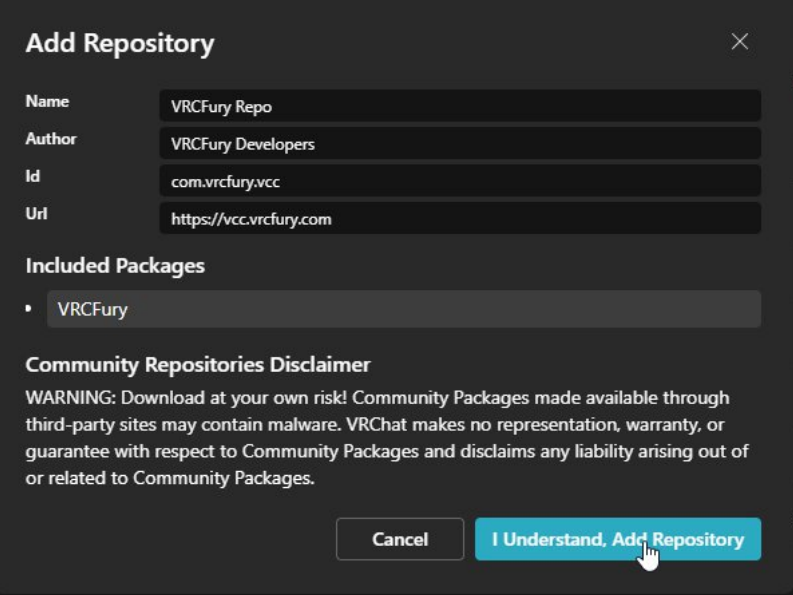 Add Repository
Name VRCFury Repo
Author VRCFury Developers
Id com.vrcfury.vcc
Url https://vcc.vrcfury.com
Included Packages
• VRCFury
Community Repositories Disclaimer
WARNING: Download at your own risk! Community Packages made available through
third-party sites may contain malware. VRChat makes no representation, warranty, or
guarantee with respect to Community Packages and disclaims any liability arising out of
or related to Community Packages.
Cancel I Understand, Add Repository